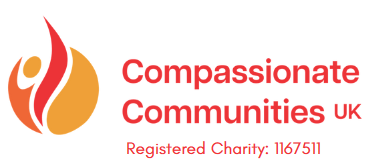 Compassionate
Communities UK
Registered Charity: 1167511